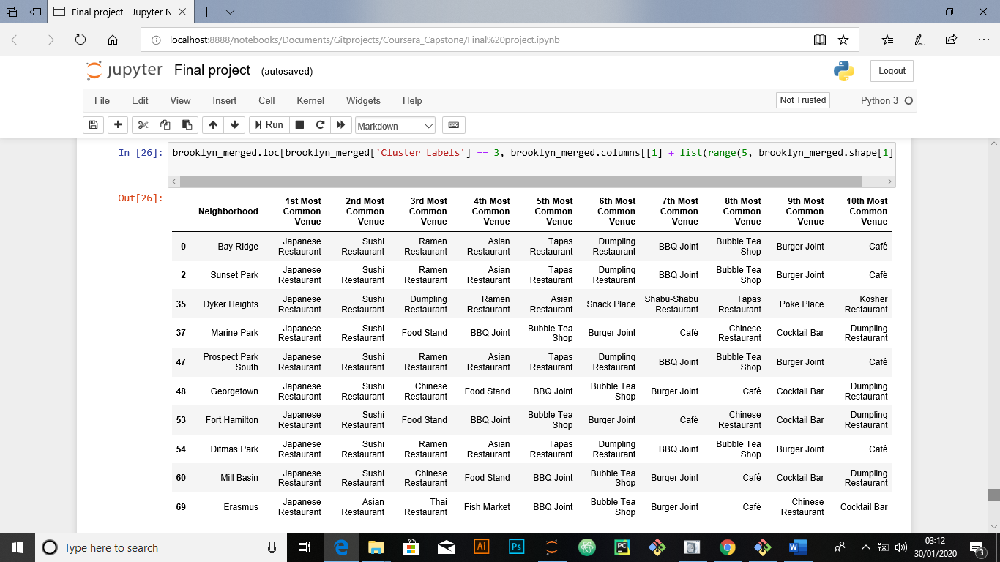 Final project - Jupyter N
localhost:8888/notebooks/Documents/Gitprojects/Coursera_Capstone/Final%20project.ipynb
jupyter Final project (autosaved)
Logout
File Edit View Insert Cell Kernel Widgets Help
Not Trusted
Python 3
Run
Markdown
In [26]: brooklyn_merged.loc[brooklyn_merged['Cluster Labels'] == 3, brooklyn_merged.columns[[1] + list(range(5, brooklyn_merged.shape[1]
Out[26]:
1st Most 2nd Most 3rd Most 4th Most 5th Most 6th Most 7th Most 8th Most 9th Most 10th Most
Neighborhood Common Common Common Common Common Common Common Common Common Common
Venue Venue Venue Venue Venue Venue Venue Venue Venue Venue
0 Bay Ridge Japanese Restaurant Sushi Restaurant Ramen Restaurant Asian Restaurant Tapas Restaurant Dumpling Restaurant BBQ Joint Bubble Tea Shop Burger Joint Café
2 Sunset Park Japanese Restaurant Sushi Restaurant Ramen Restaurant Asian Restaurant Tapas Restaurant Dumpling Restaurant BBQ Joint Bubble Tea Shop Burger Joint Café
35 Dyker Heights Japanese Restaurant Sushi Restaurant Dumpling Restaurant Ramen Restaurant Asian Restaurant Snack Place Shabu-Shabu Restaurant Tapas Restaurant Poke Place Kosher Restaurant
37 Marine Park Japanese Restaurant Sushi Restaurant Food Stand BBQ Joint Bubble Tea Shop Burger Joint Café Chinese Restaurant Cocktail Bar Dumpling Restaurant
47 Prospect Park South Japanese Restaurant Sushi Restaurant Ramen Restaurant Asian Restaurant Tapas Restaurant Dumpling Restaurant BBQ Joint Bubble Tea Shop Burger Joint Café
48 Georgetown Japanese Restaurant Sushi Restaurant Chinese Restaurant Food Stand BBQ Joint Bubble Tea Shop Burger Joint Café Cocktail Bar Dumpling Restaurant
53 Fort Hamilton Japanese Restaurant Sushi Restaurant Food Stand BBQ Joint Bubble Tea Shop Burger Joint Café Chinese Restaurant Cocktail Bar Dumpling Restaurant
54 Ditmas Park Japanese Restaurant Sushi Restaurant Ramen Restaurant Asian Restaurant Tapas Restaurant Dumpling Restaurant BBQ Joint Bubble Tea Shop Burger Joint Café
60 Mill Basin Japanese Restaurant Sushi Restaurant Chinese Restaurant Food Stand BBQ Joint Bubble Tea Shop Burger Joint Café Cocktail Bar Dumpling Restaurant
69 Erasmus Japanese Restaurant Asian Restaurant Thai Restaurant Fish Market BBQ Joint Bubble Tea Shop Burger Joint Café Chinese Restaurant Cocktail Bar
Type here to search
Ai
Ps
PC
W
03:12
30/01/2020
3